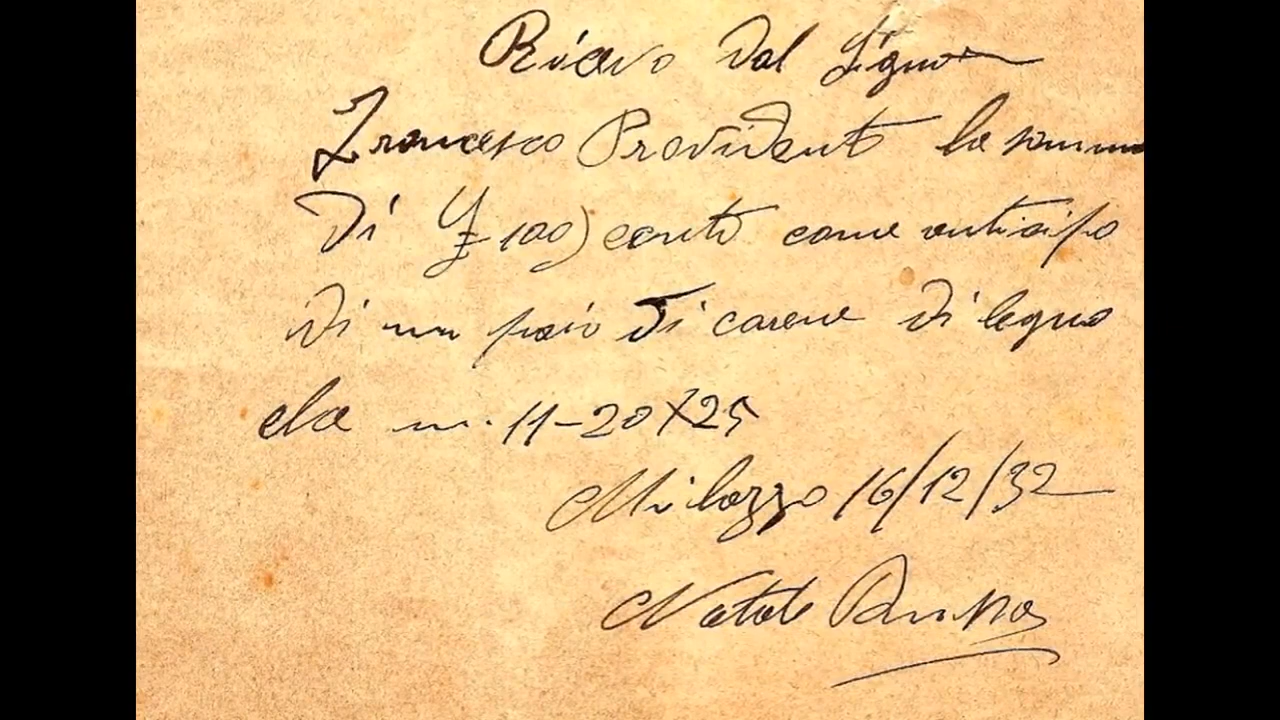 Ricevo dal Signor
Francesco Providenti la somma
di £ 100) cento come anticipo
di un paio di carene di legno
da m. 11-20X25
Milazzo 16/12/32
Natale Russo